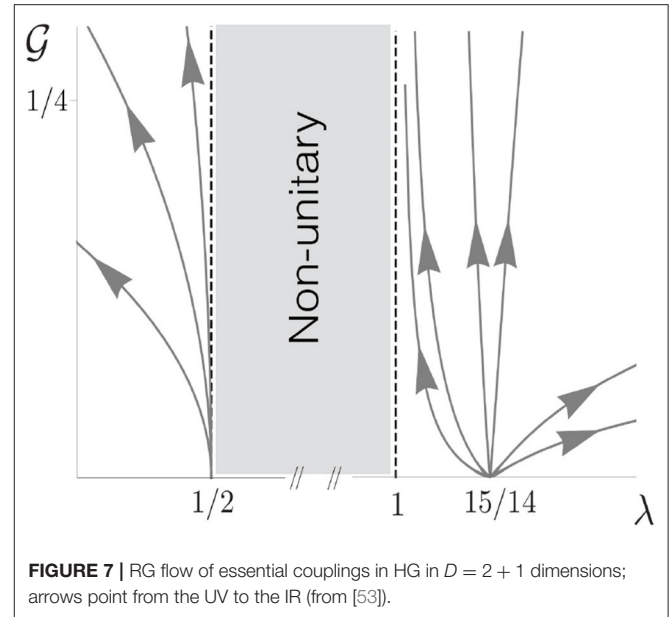 𝒢
1/4
Non-unitary
// //
1/2
1
15/14
λ
FIGURE 7 | RG flow of essential couplings in HG in D = 2 + 1 dimensions;
arrows point from the UV to the IR (from [53]).